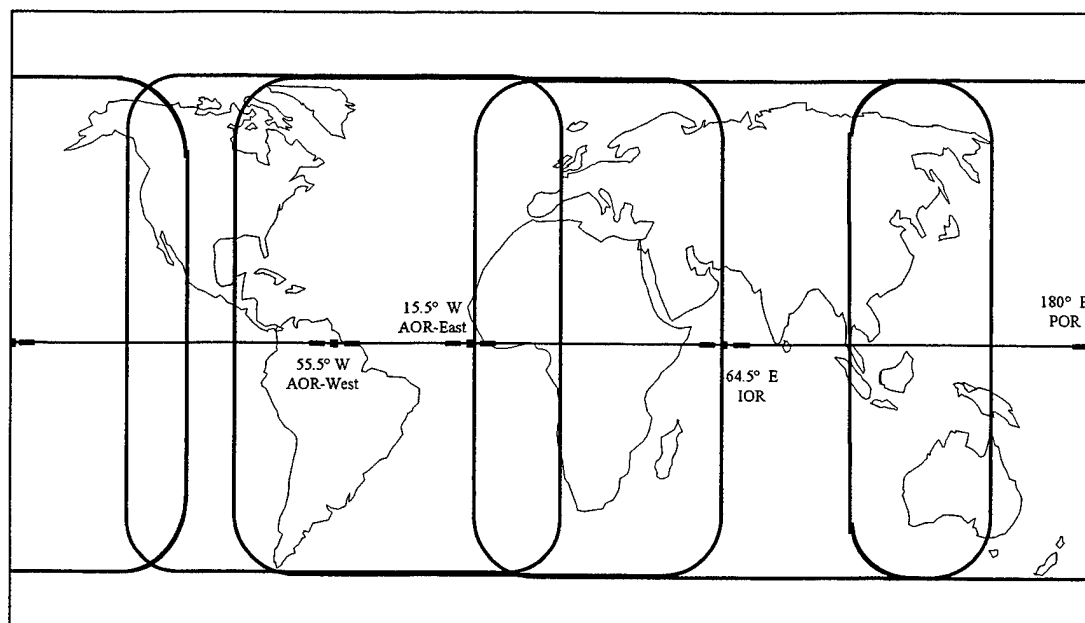 15.5° W
AOR-East
55.5° W
AOR-West
64.5° E
IOR
180° E
POR